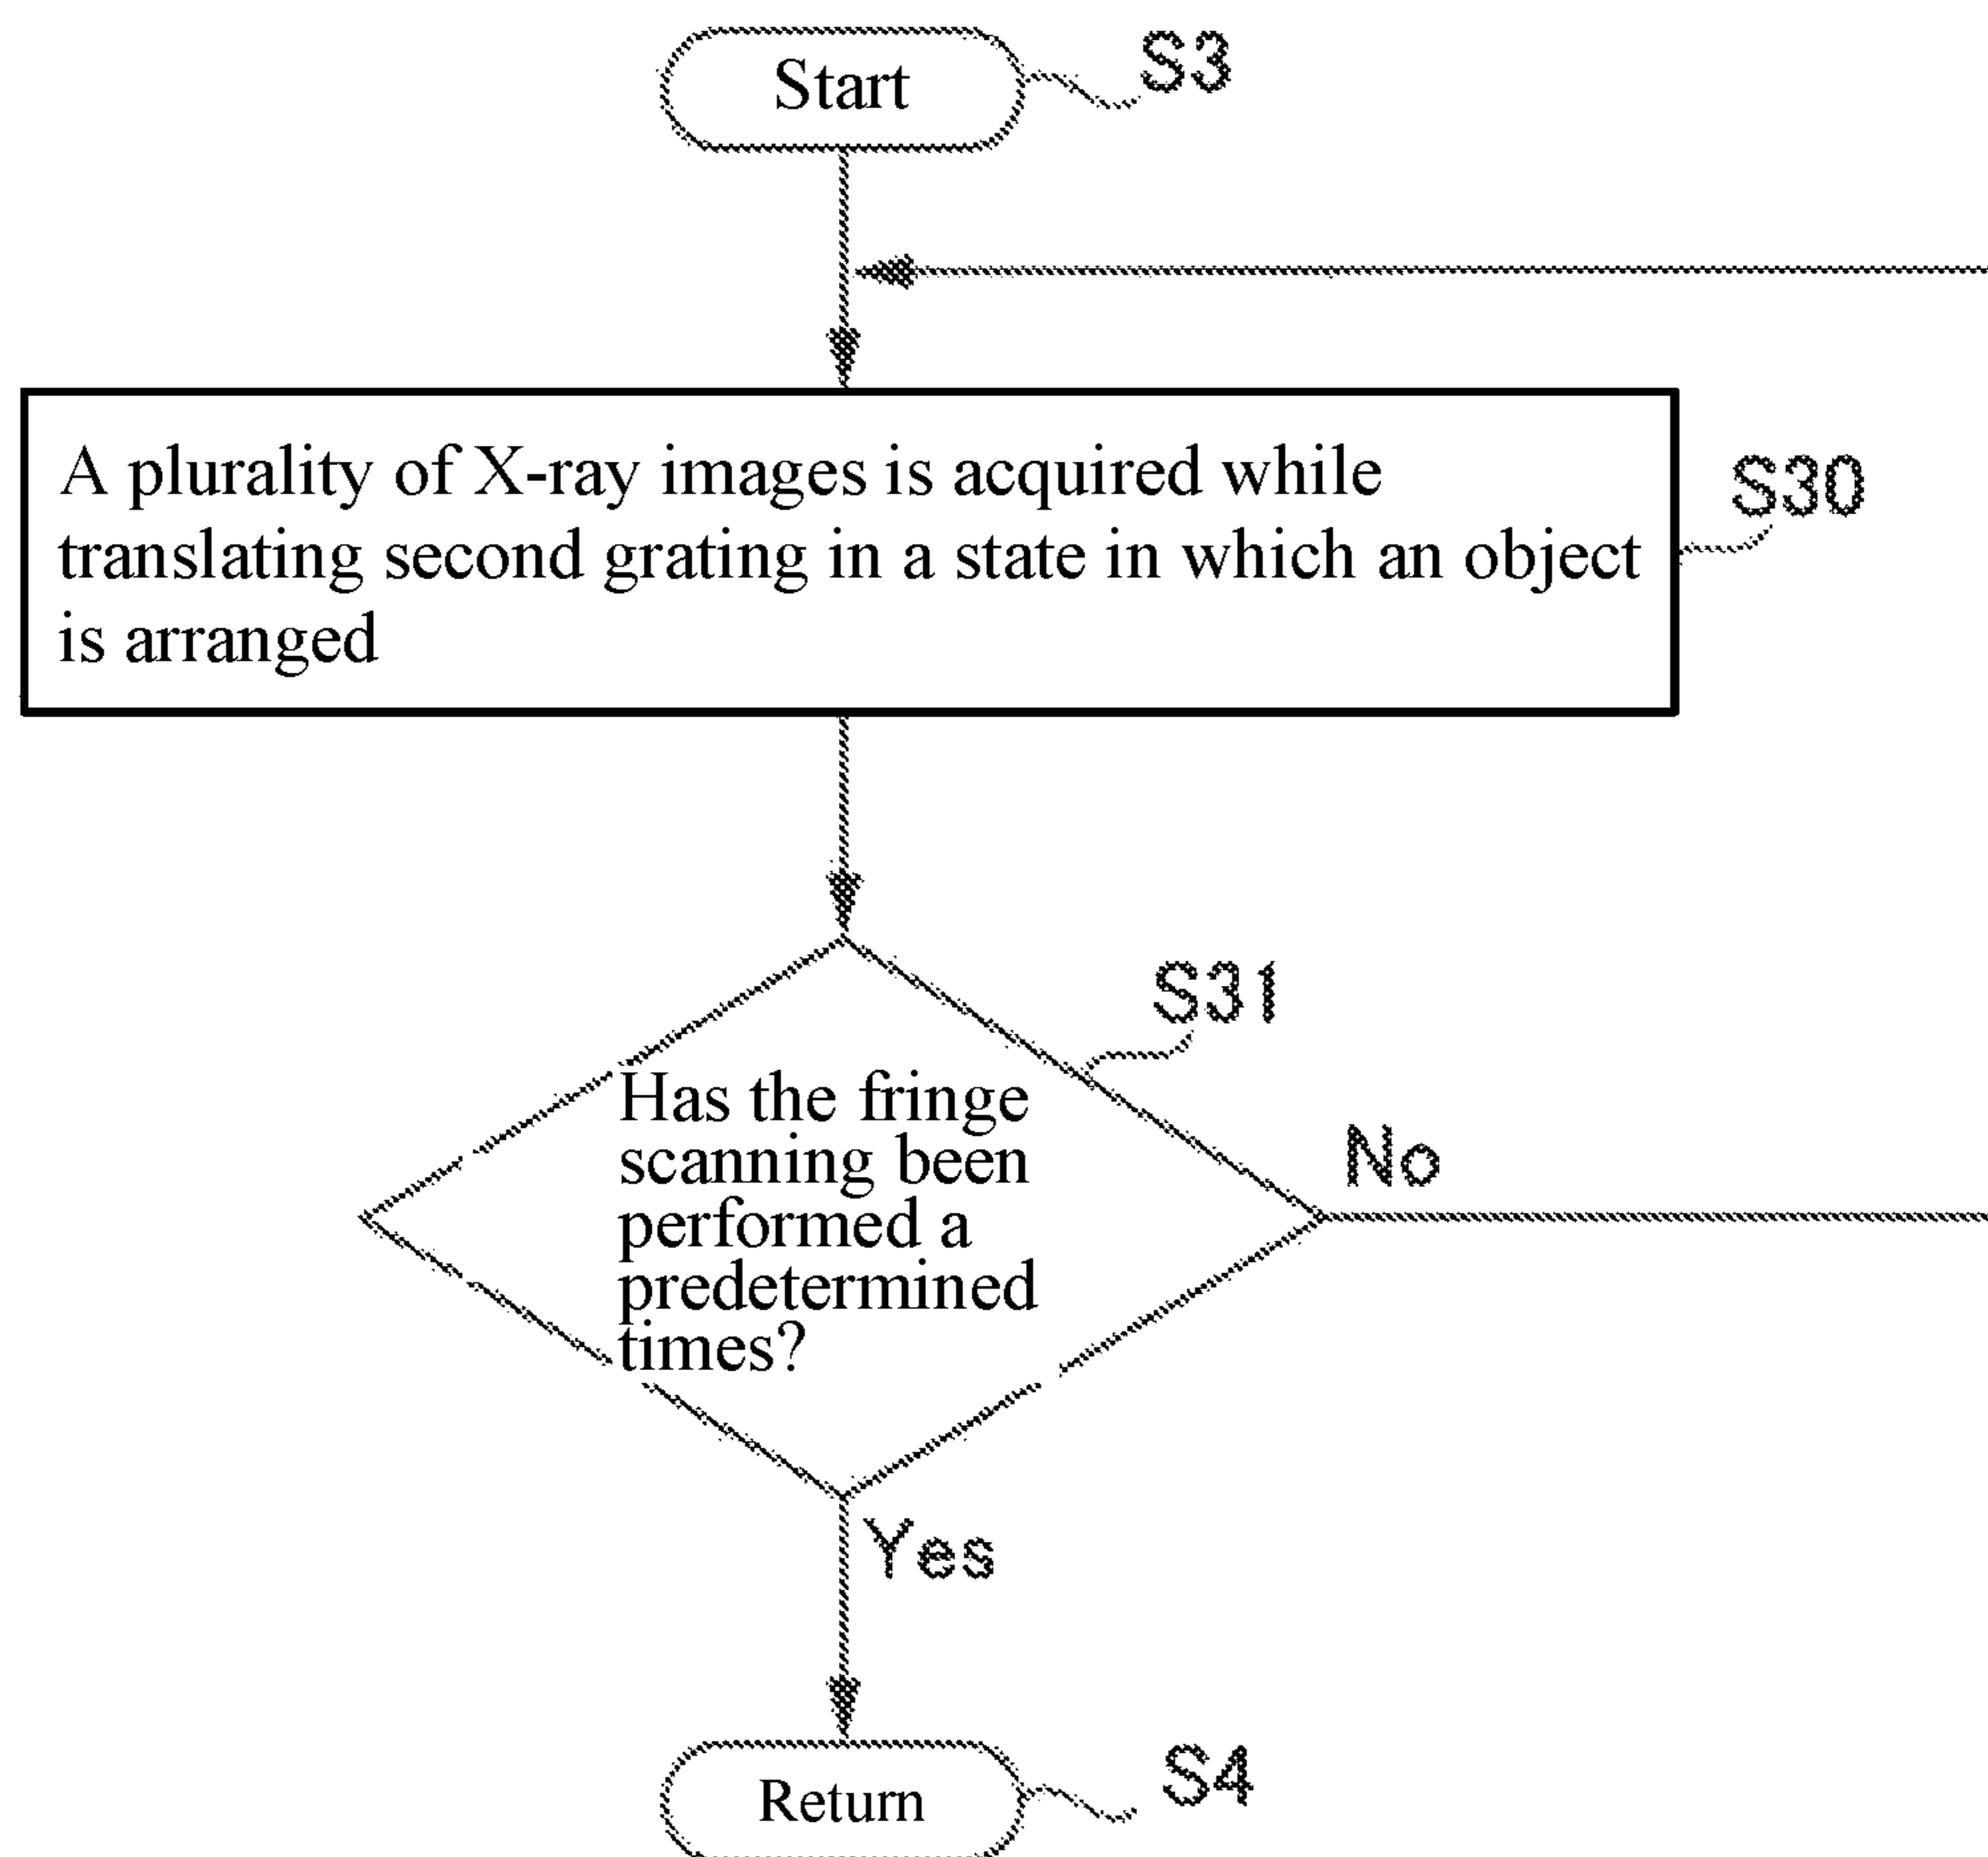 Start
S3
A plurality of X-ray images is acquired while
translating second grating in a state in which an object
is arranged
S30
S31
Has the fringe
scanning been
performed a
predetermined
times?
No
Yes
Return
S4